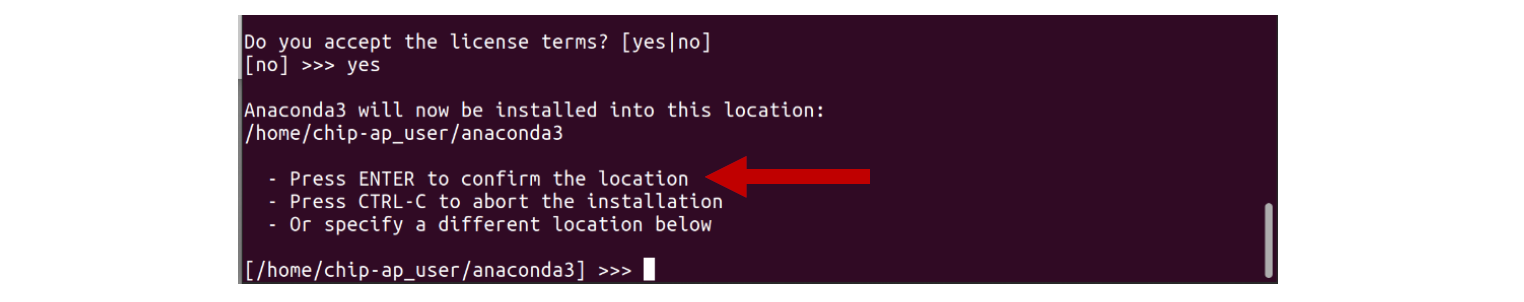 Do you accept the license terms? [yes|no]
[no] >>> yes
Anaconda3 will now be installed into this location:
/home/chip-ap_user/anaconda3
- Press ENTER to confirm the location
- Press CTRL-C to abort the installation
- Or specify a different location below
[/home/chip-ap_user/anaconda3] >>>